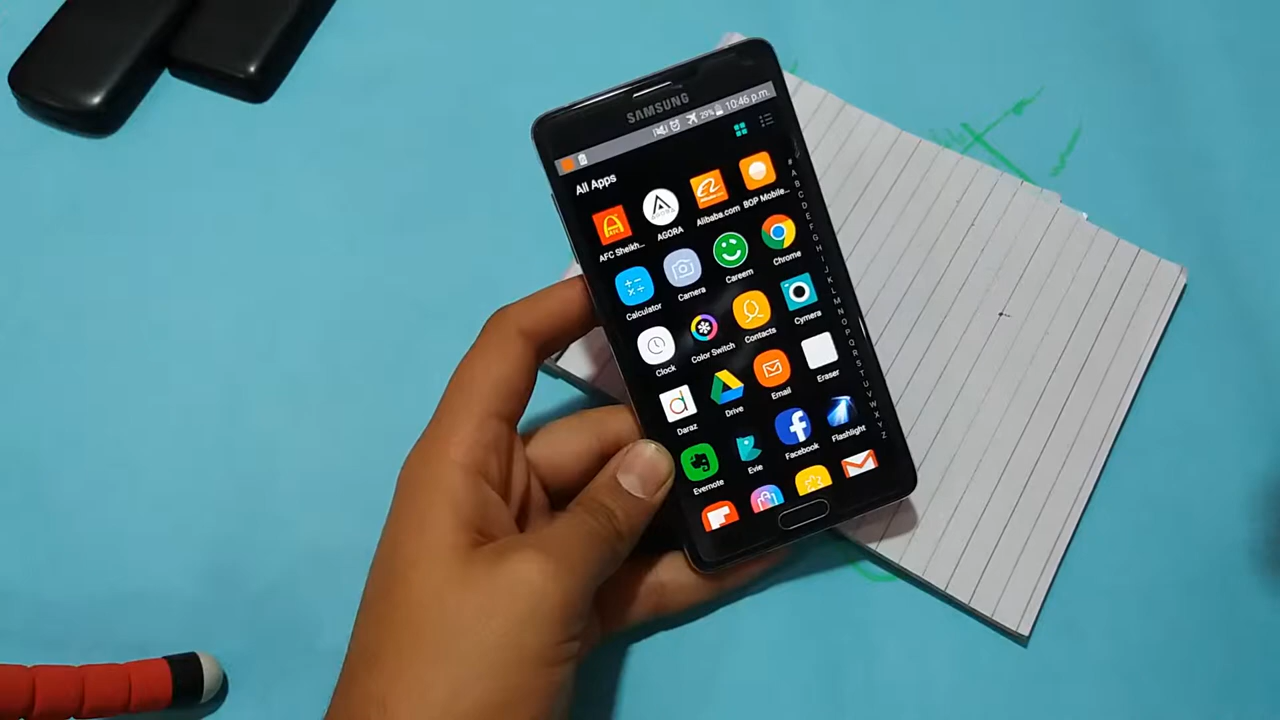 SAMSUNG
29% 10:46 p.m.
All Apps
AFC Sheikh... AGORA Alibaba.com BOP Mobile...
Calculator Camera Careem Chrome
Clock Color Switch Contacts Cymera
Daraz Drive Email Eraser
Evernote Evie Facebook Flashlight
#
A
B
C
D
E
F
G
H
I
J
K
L
M
N
O
P
Q
R
S
T
U
V
W
X
Y
Z